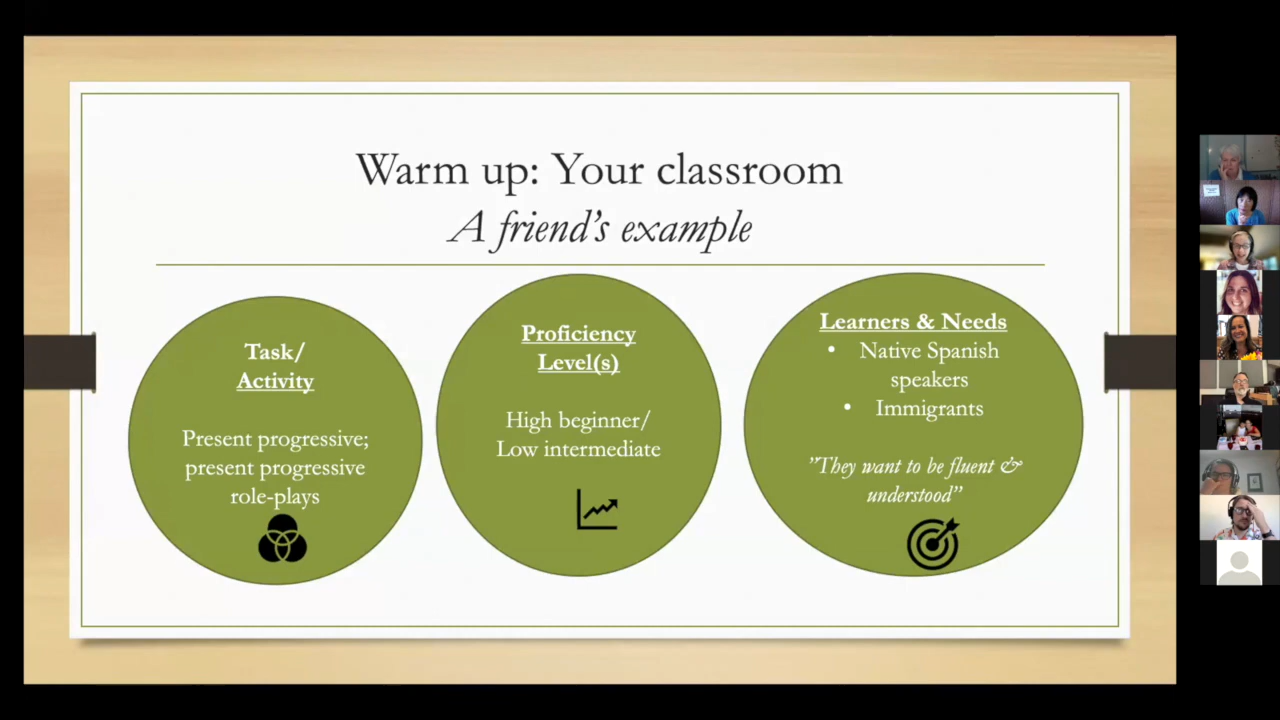 Warm up: Your classroom
A friend's example
Task/
Activity
Present progressive;
present progressive
role-plays
Proficiency
Level(s)
High beginner/
Low intermediate
Learners & Needs
• Native Spanish
speakers
• Immigrants
"They want to be fluent &
understood"